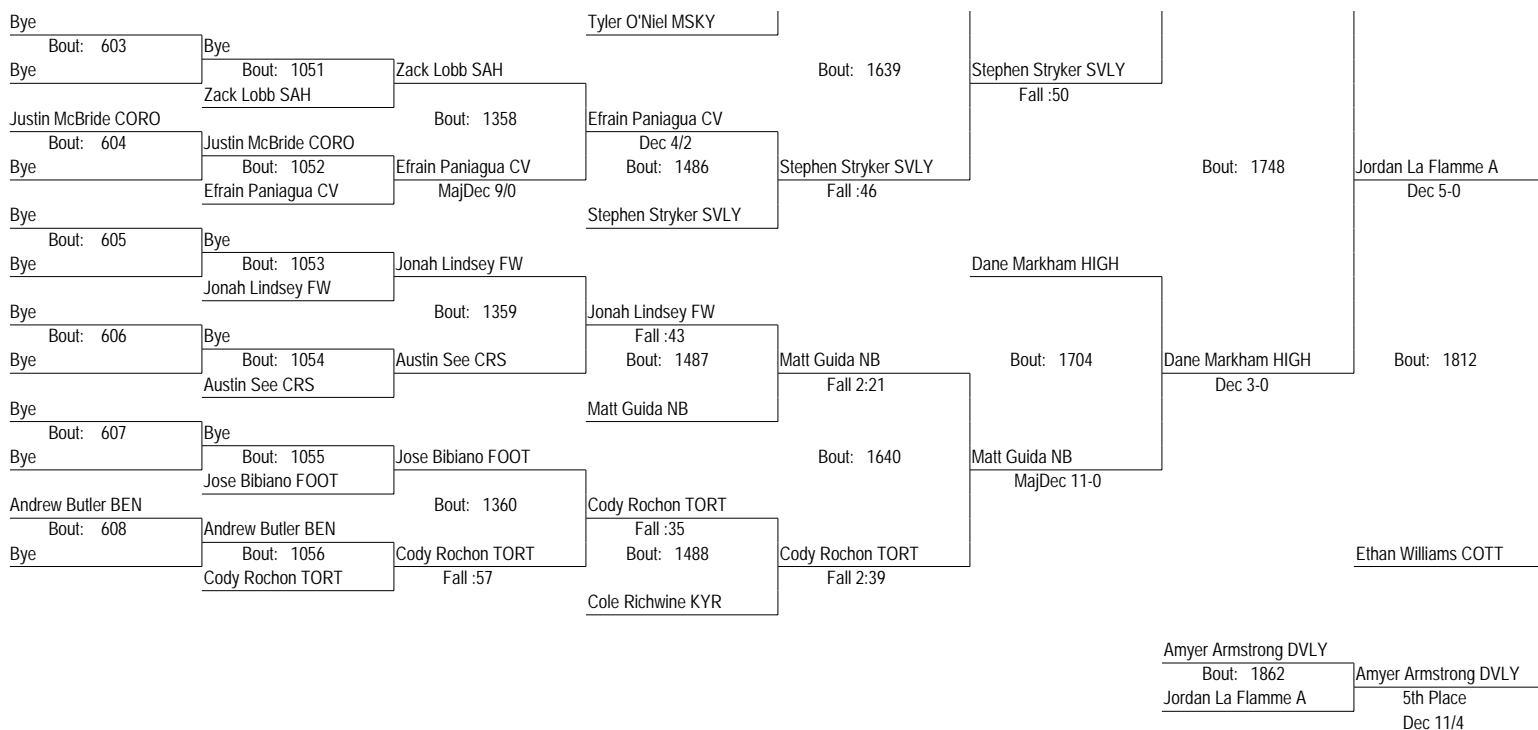 Bye
Tyler O'Niel MSKY
Bout: 603
Bye
Bye
Bout: 1051
Zack Lobb SAH
Bout: 1639
Stephen Stryker SVLY
Zack Lobb SAH
Fall :50
Justin McBride CORO
Bout: 1358
Efrain Paniagua CV
Bout: 604
Justin McBride CORO
Dec 4/2
Bye
Bout: 1052
Efrain Paniagua CV
Bout: 1486
Stephen Stryker SVLY
Bout: 1748
Jordan La Flamme A
Efrain Paniagua CV
MajDec 9/0
Fall :46
Dec 5-0
Bye
Stephen Stryker SVLY
Bout: 605
Bye
Bye
Bout: 1053
Jonah Lindsey FW
Dane Markham HIGH
Jonah Lindsey FW
Bye
Bout: 1359
Jonah Lindsey FW
Bout: 606
Bye
Fall :43
Bye
Bout: 1054
Austin See CRS
Bout: 1487
Matt Guida NB
Bout: 1704
Dane Markham HIGH
Bout: 1812
Austin See CRS
Fall 2:21
Dec 3-0
Bye
Matt Guida NB
Bout: 607
Bye
Bye
Bout: 1055
Jose Bibiano FOOT
Bout: 1640
Matt Guida NB
Jose Bibiano FOOT
MajDec 11-0
Andrew Butler BEN
Bout: 1360
Cody Rochon TORT
Bout: 608
Andrew Butler BEN
Fall :35
Bye
Bout: 1056
Cody Rochon TORT
Bout: 1488
Cody Rochon TORT
Ethan Williams COTT
Cody Rochon TORT
Fall :57
Fall 2:39
Cole Richwine KYR
Amyer Armstrong DVLY
Bout: 1862
Amyer Armstrong DVLY
Jordan La Flamme A
5th Place
Dec 11/4